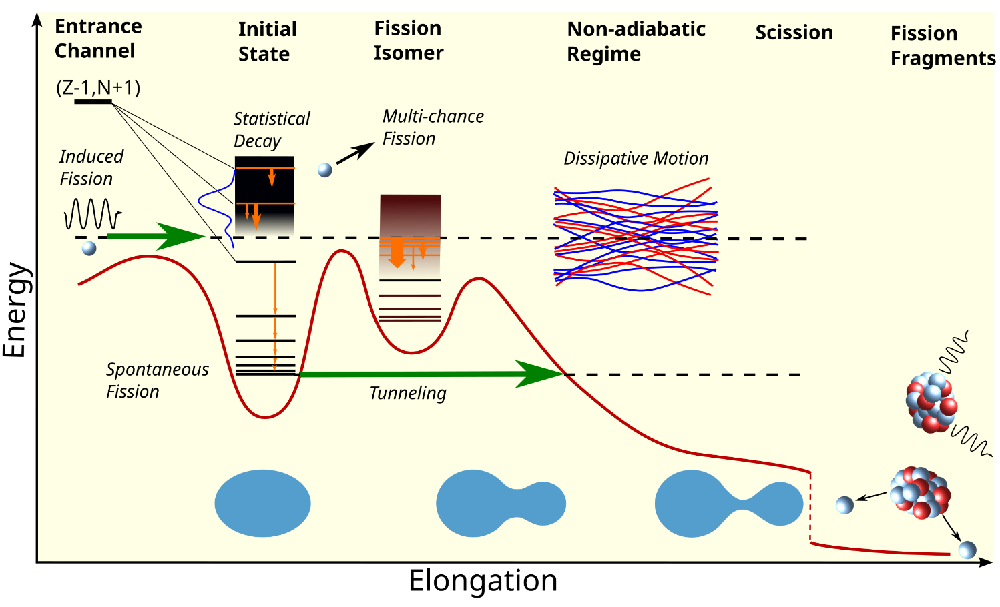 Entrance
Channel
Initial
State
Fission
Isomer
Non-adiabatic
Regime
Scission
Fission
Fragments
(Z-1,N+1)
Statistical
Decay
Multi-chance
Fission
Induced
Fission
Dissipative Motion
Energy
Spontaneous
Fission
Tunneling
Elongation